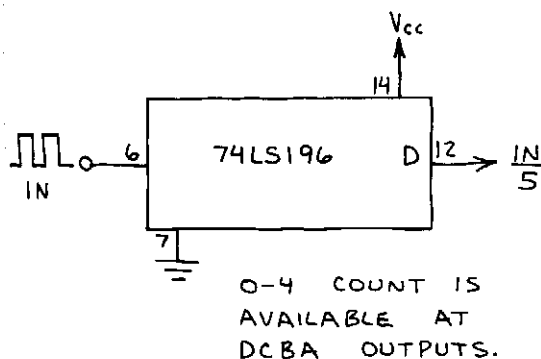 Vcc
14
6
74LS196
D
12
IN
5
IN
7
0-4 COUNT IS
AVAILABLE AT
DCBA OUTPUTS.